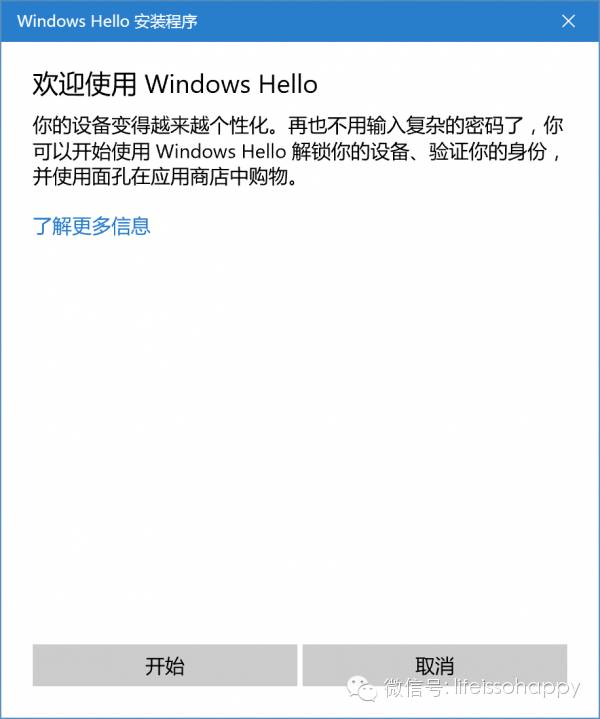 Windows Hello 安装程序
欢迎使用 Windows Hello
你的设备变得越来越个性化。再也不用输入复杂的密码了，你
可以开始使用 Windows Hello 解锁你的设备、验证你的身份，
并使用面孔在应用商店中购物。
了解更多信息
开始
取消
微信号: lifeissohappy